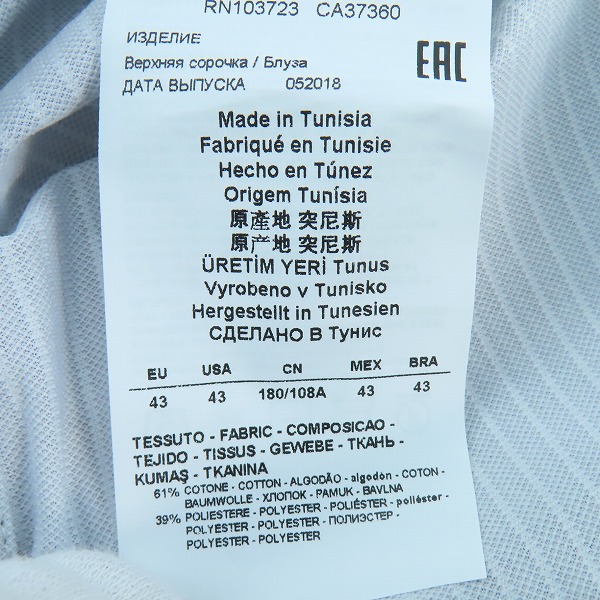 RN103723 CA37360
ИЗДЕЛИЕ
Верхняя сорочка / Блуза
ДАТА ВЫПУСКА 052018
EAC
Made in Tunisia
Fabriqué en Tunisie
Hecho en Túnez
Origem Tunísia
原產地 突尼斯
原产地 突尼斯
ÜRETİM YERİ Tunus
Vyrobeno v Tunisko
Hergestellt in Tunesien
СДЕЛАНО В Тунис
EU USA CN MEX BRA
43 43 180/108A 43 43
TESSUTO - FABRIC - COMPOSICAO -
TEJIDO - TISSUS - GEWEBE - ТКАНЬ -
KUMAŞ - TKANINA
61% COTONE - COTTON - ALGODÃO - algodón - COTON -
BAUMWOLLE - ХЛОПОК - PAMUK - BAVLNA
39% POLIESTERE - POLYESTER - POLIÉSTER - poliéster -
POLYESTER - POLYESTER - ПОЛИЭСТЕР -
POLYESTER - POLYESTER